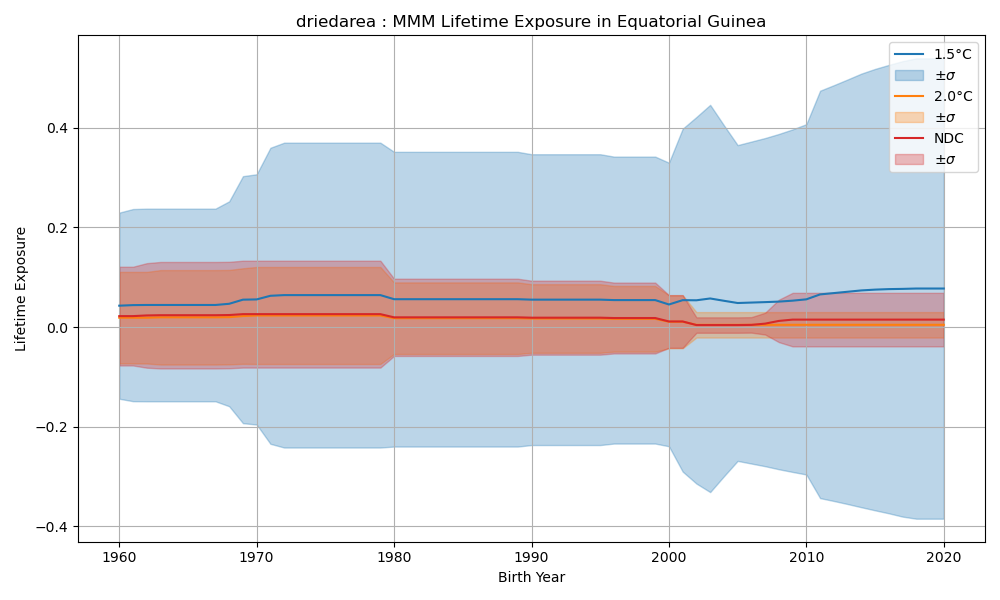 driedarea : MMM Lifetime Exposure in Equatorial Guinea
Lifetime Exposure
0.4
0.2
0.0
−0.2
−0.4
1960 1970 1980 1990 2000 2010 2020
Birth Year
1.5°C
±σ
2.0°C
±σ
NDC
±σ